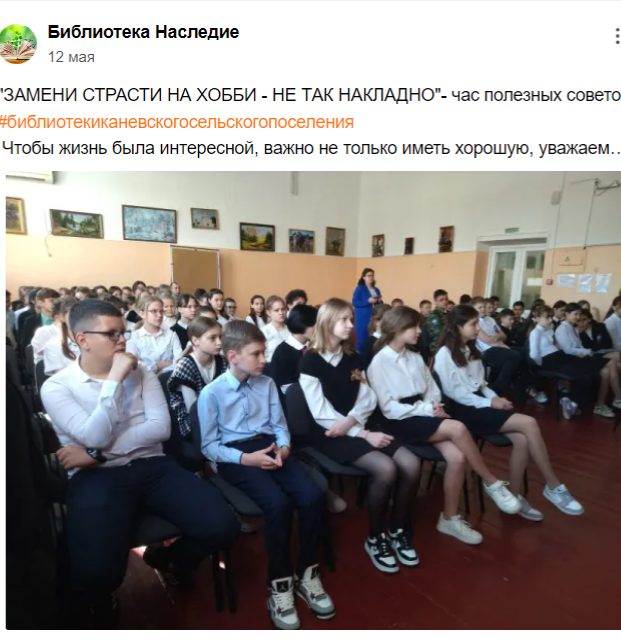 Библиотека Наследие
12 мая
"ЗАМЕНИ СТРАСТИ НА ХОББИ - НЕ ТАК НАКЛАДНО"- час полезных совето
#библиотекиканевскогосельскогопоселения
Чтобы жизнь была интересной, важно не только иметь хорошую, уважаем…